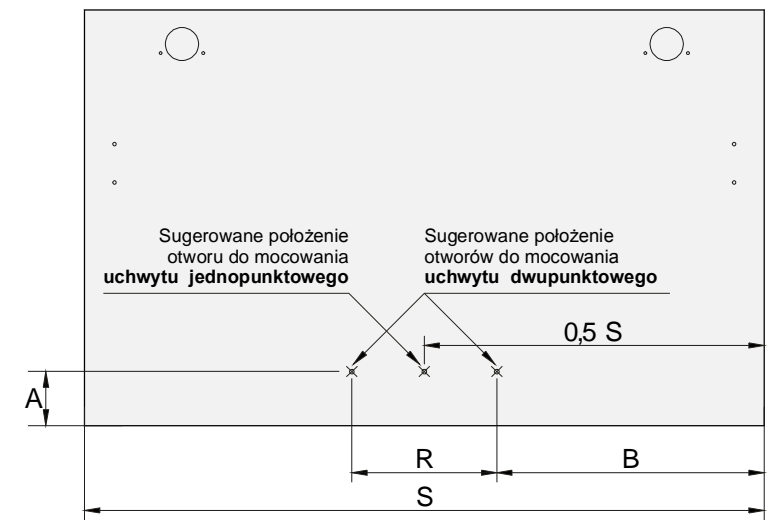 Sugerowane położenie
otworu do mocowania
uchwytu jednopunktowego
Sugerowane położenie
otworów do mocowania
uchwytu dwupunktowego
0,5 S
A
R
B
S